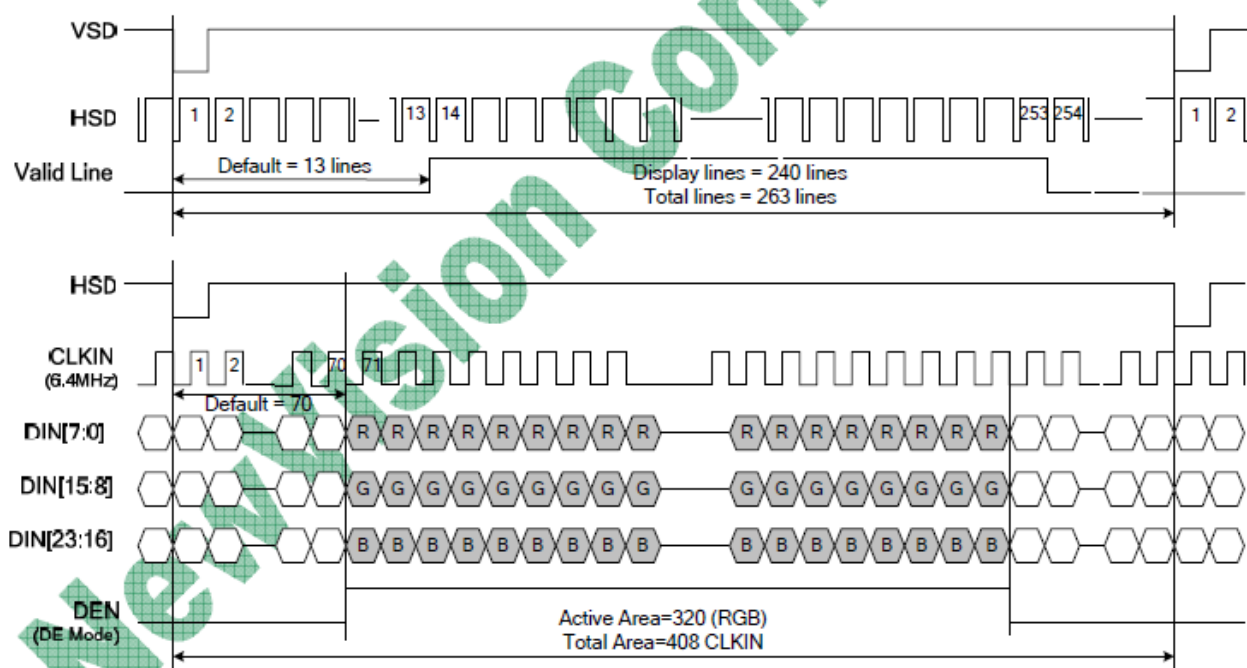 VSD
HSD 1 2 13 14 253 254 1 2
Valid Line Default = 13 lines Display lines = 240 lines
Total lines = 263 lines
HSD
CLKIN 1 2 70 71
(6.4MHz)
Default = 70
DIN[7:0] R R R R R R R R R R R R R R R R R
DIN[15:8] G G G G G G G G G G G G G G G G G
DIN[23:16] B B B B B B B B B B B B B B B B B
DEN Active Area=320 (RGB)
(DE Mode) Total Area=408 CLKIN
NewVision Com